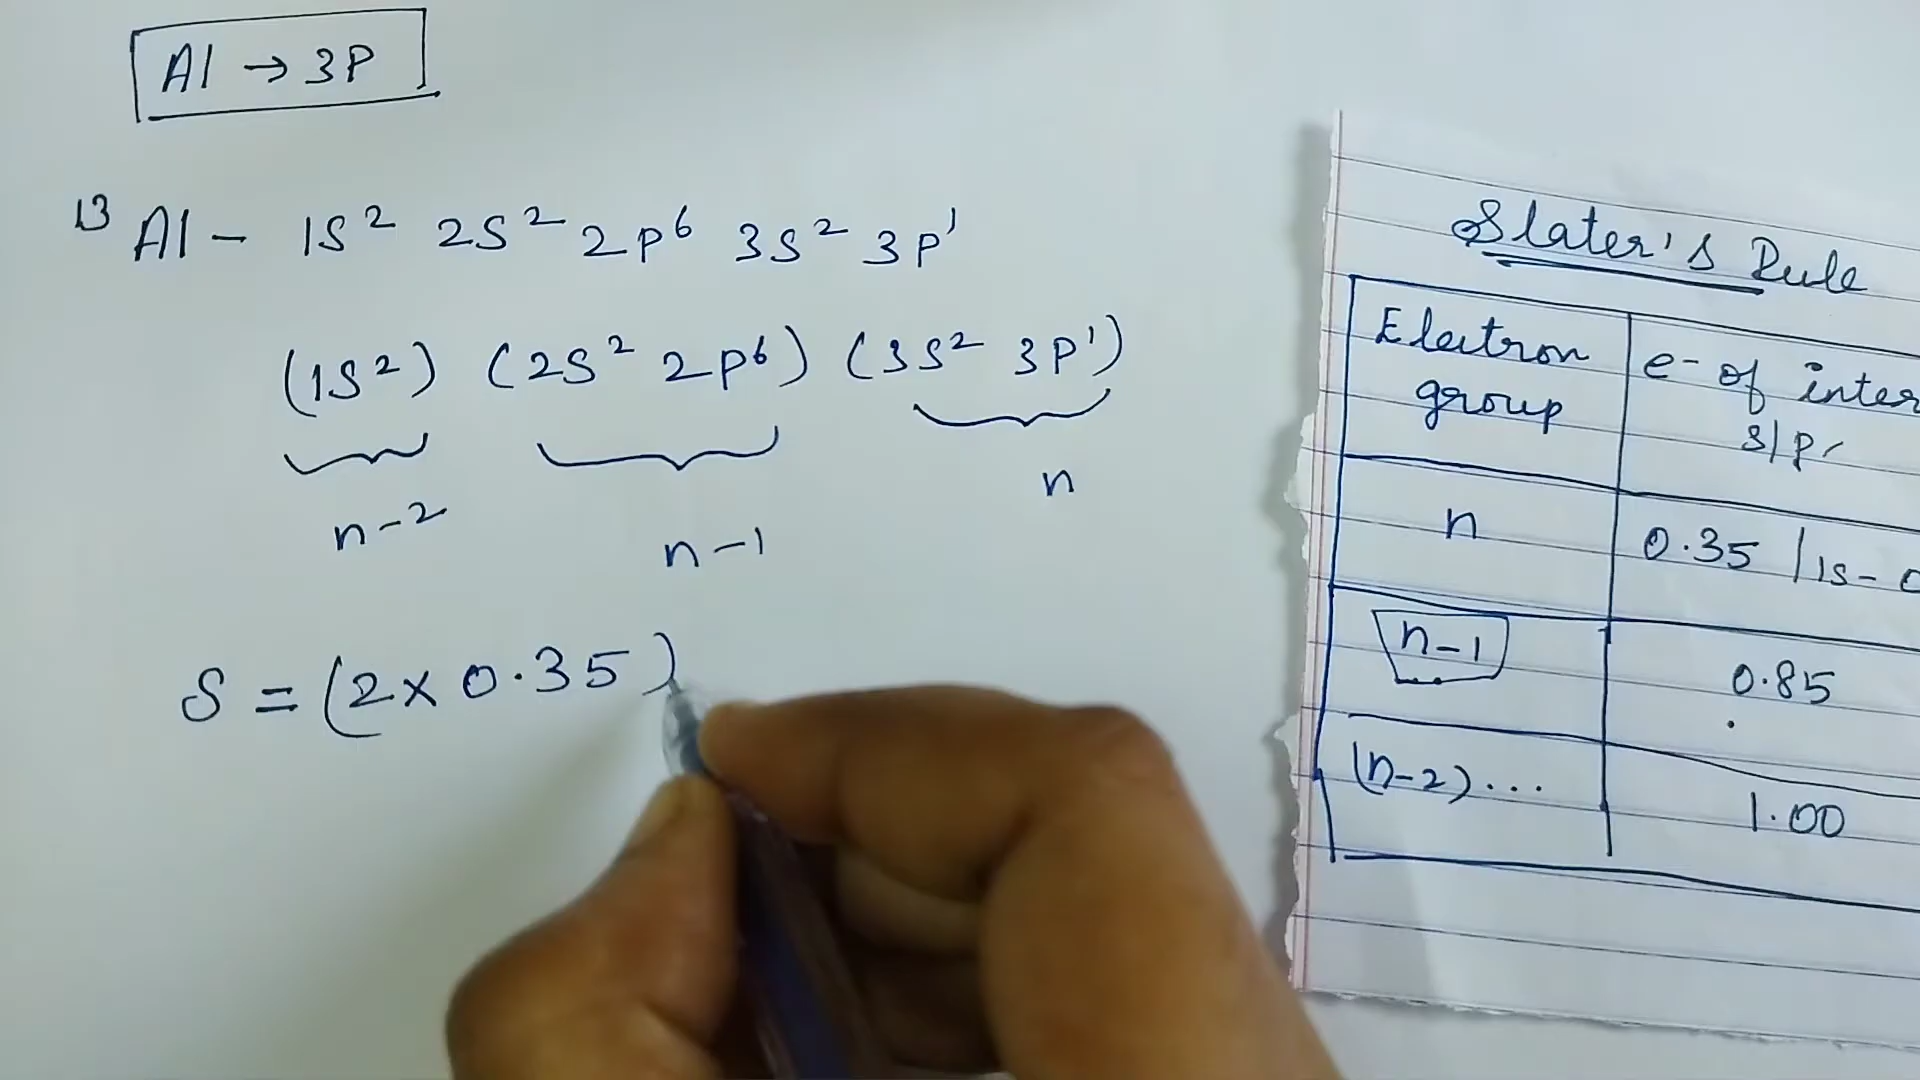 Al → 3P
13 Al - 1S² 2S² 2P⁶ 3S² 3P¹
(1S²) (2S² 2P⁶) (3S² 3P¹)
n-2 n-1 n
S = (2 × 0.35)
Slater's Rule
Electron group
e⁻ of inter
s/p
n 0.35 / 1s - 0
n-1 0.85
(n-2)... 1.00